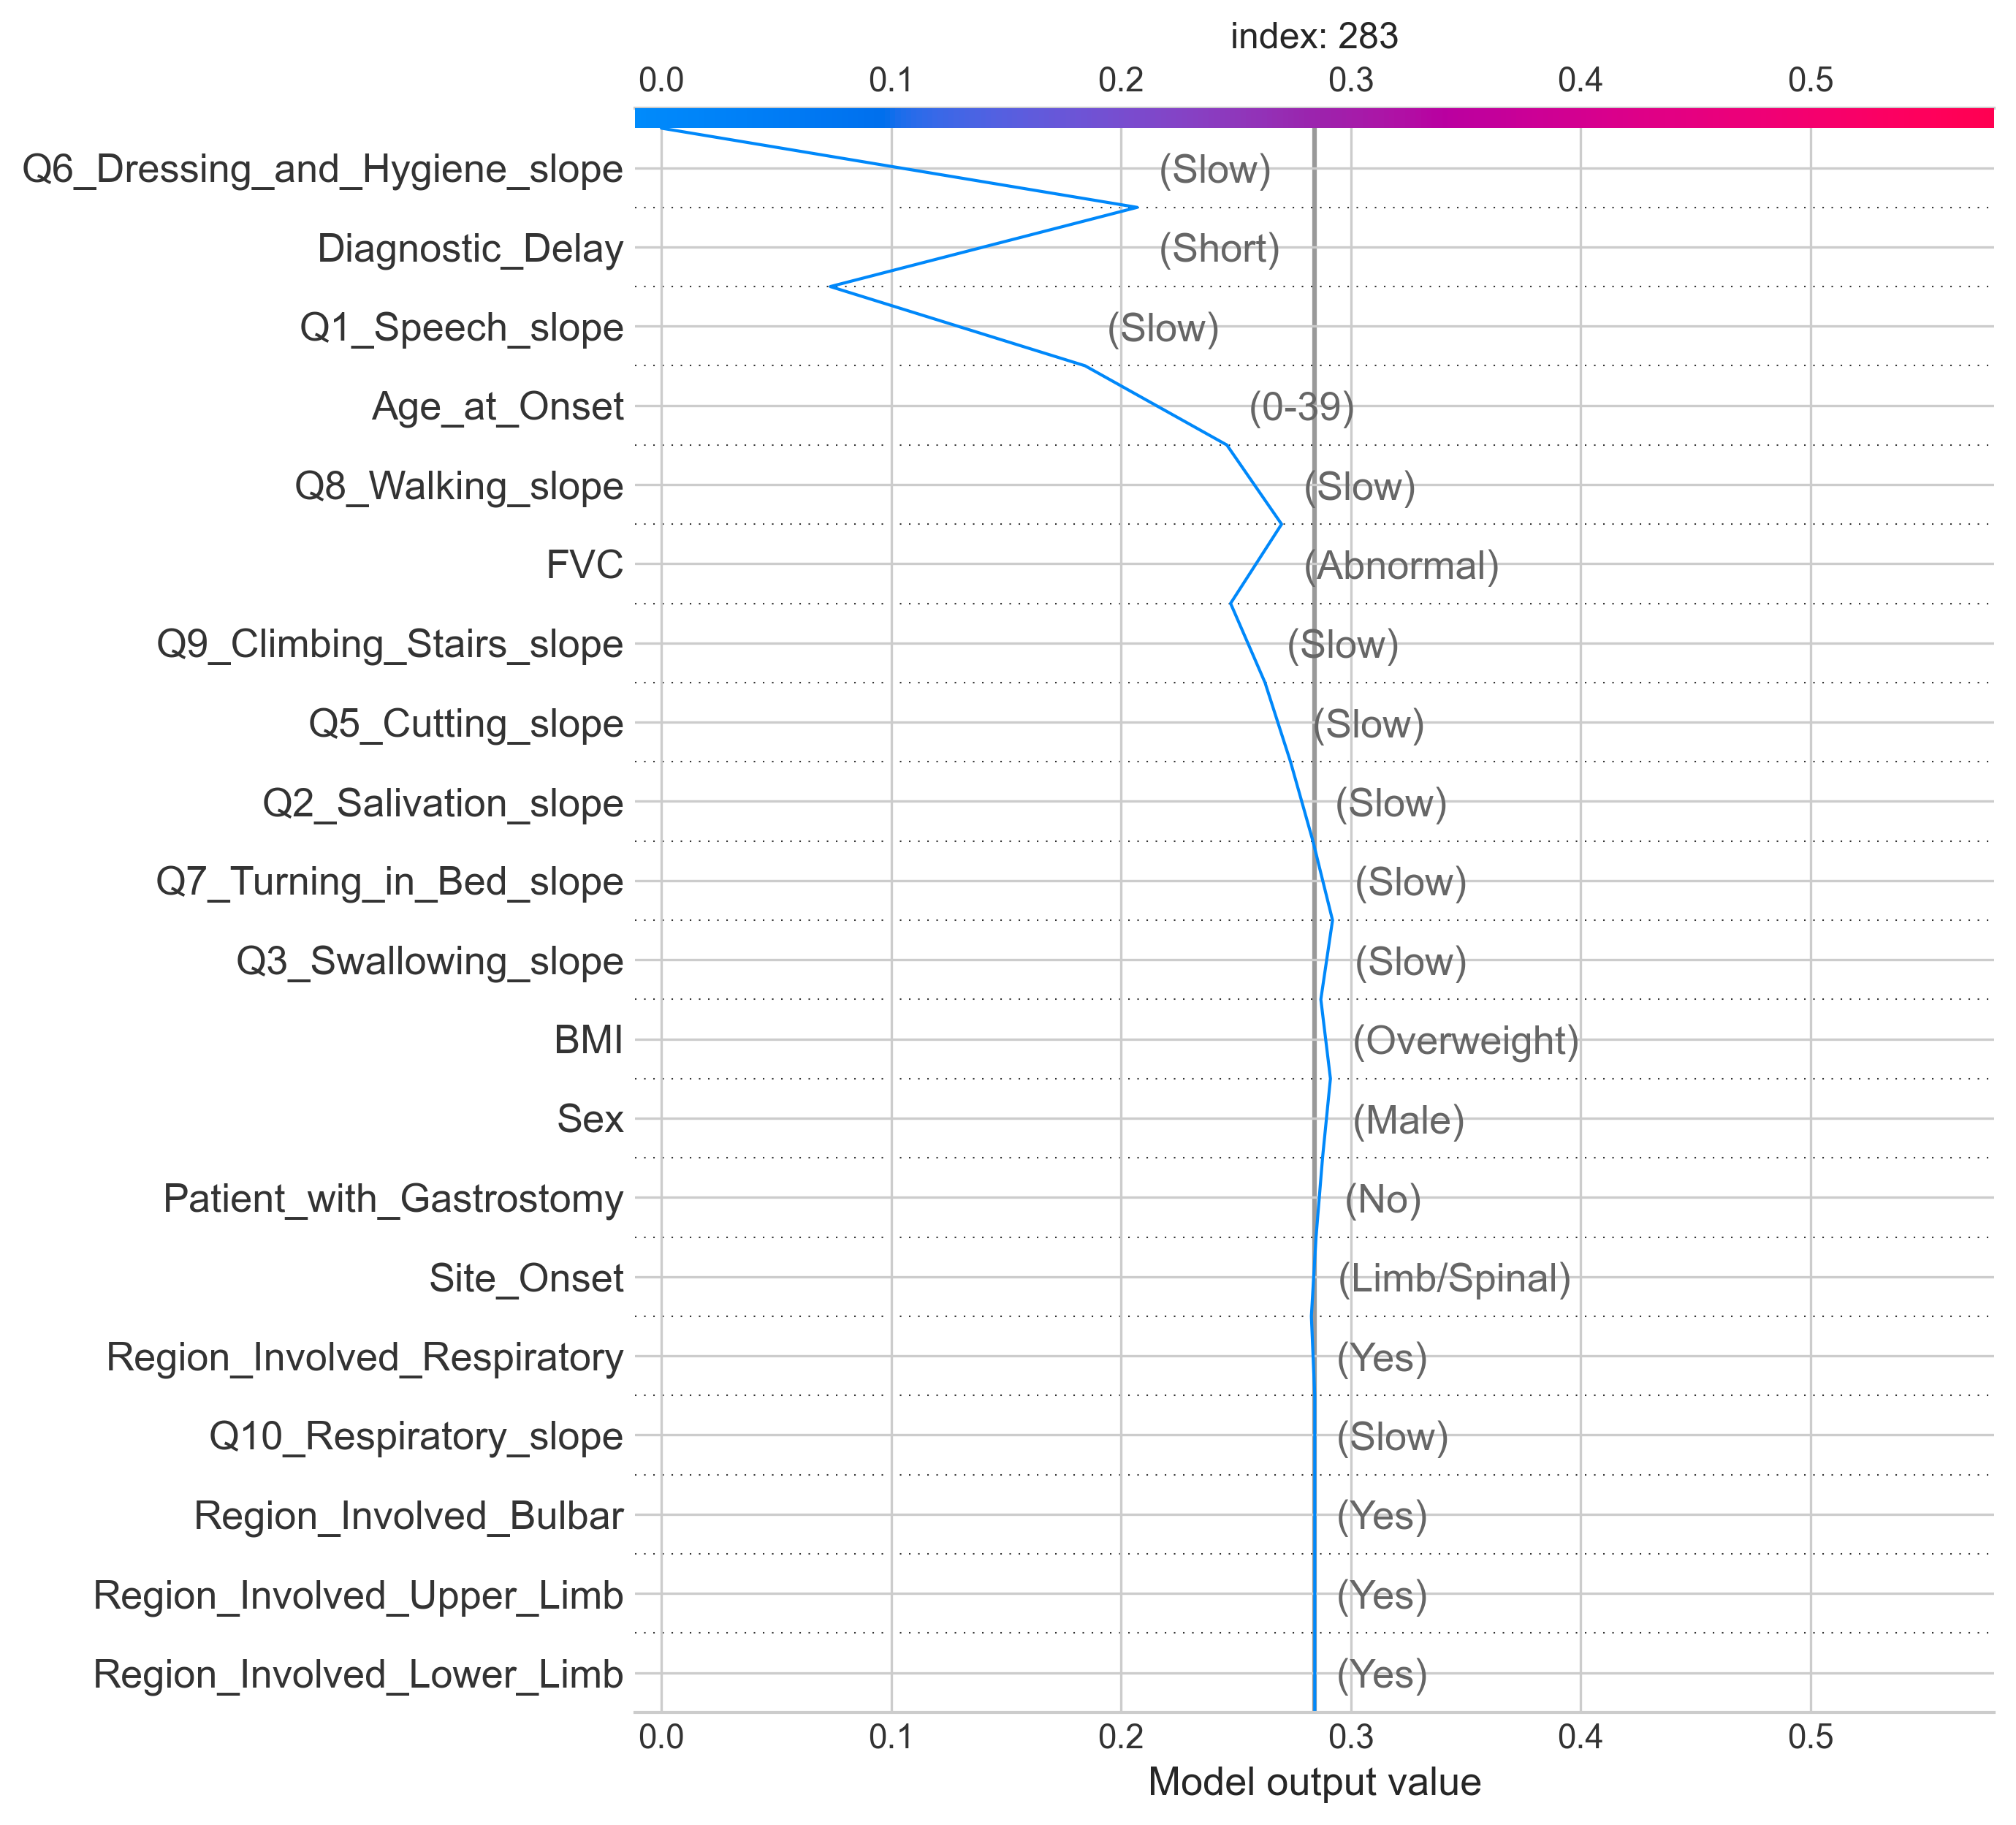 index: 283
0.0 0.1 0.2 0.3 0.4 0.5
Q6_Dressing_and_Hygiene_slope (Slow)
Diagnostic_Delay (Short)
Q1_Speech_slope (Slow)
Age_at_Onset (0-39)
Q8_Walking_slope (Slow)
FVC (Abnormal)
Q9_Climbing_Stairs_slope (Slow)
Q5_Cutting_slope (Slow)
Q2_Salivation_slope (Slow)
Q7_Turning_in_Bed_slope (Slow)
Q3_Swallowing_slope (Slow)
BMI (Overweight)
Sex (Male)
Patient_with_Gastrostomy (No)
Site_Onset (Limb/Spinal)
Region_Involved_Respiratory (Yes)
Q10_Respiratory_slope (Slow)
Region_Involved_Bulbar (Yes)
Region_Involved_Upper_Limb (Yes)
Region_Involved_Lower_Limb (Yes)
0.0 0.1 0.2 0.3 0.4 0.5
Model output value